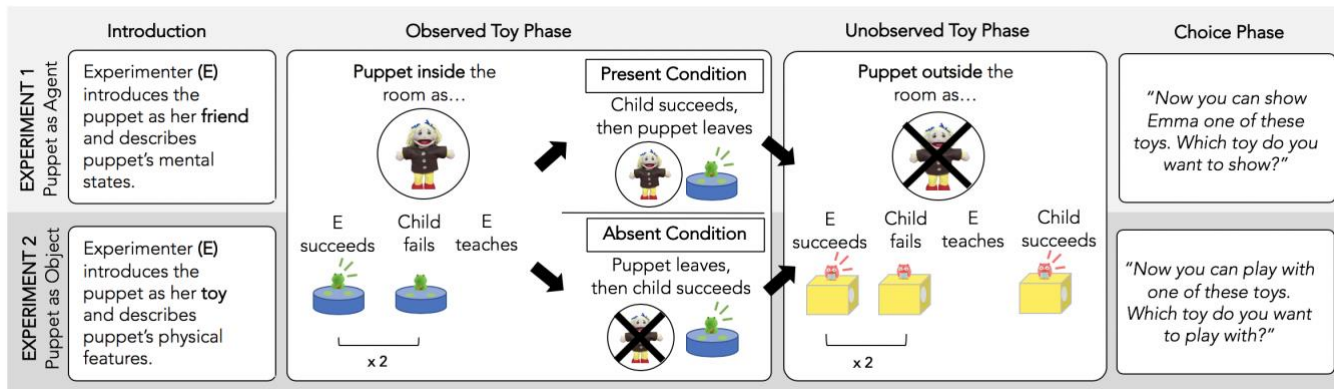 Introduction
Observed Toy Phase
Unobserved Toy Phase
Choice Phase
EXPERIMENT 1
Puppet as Agent
Experimenter (E)
introduces the
puppet as her friend
and describes
puppet's mental
states.
Puppet inside the
room as…
E
succeeds
Child
fails
E
teaches
x 2
Present Condition
Child succeeds,
then puppet leaves
Absent Condition
Puppet leaves,
then child succeeds
Puppet outside the
room as…
E
succeeds
Child
fails
E
teaches
Child
succeeds
x 2
"Now you can show
Emma one of these
toys. Which toy do you
want to show?"
EXPERIMENT 2
Puppet as Object
Experimenter (E)
introduces the
puppet as her toy
and describes
puppet's physical
features.
"Now you can play with
one of these toys.
Which toy do you want
to play with?"